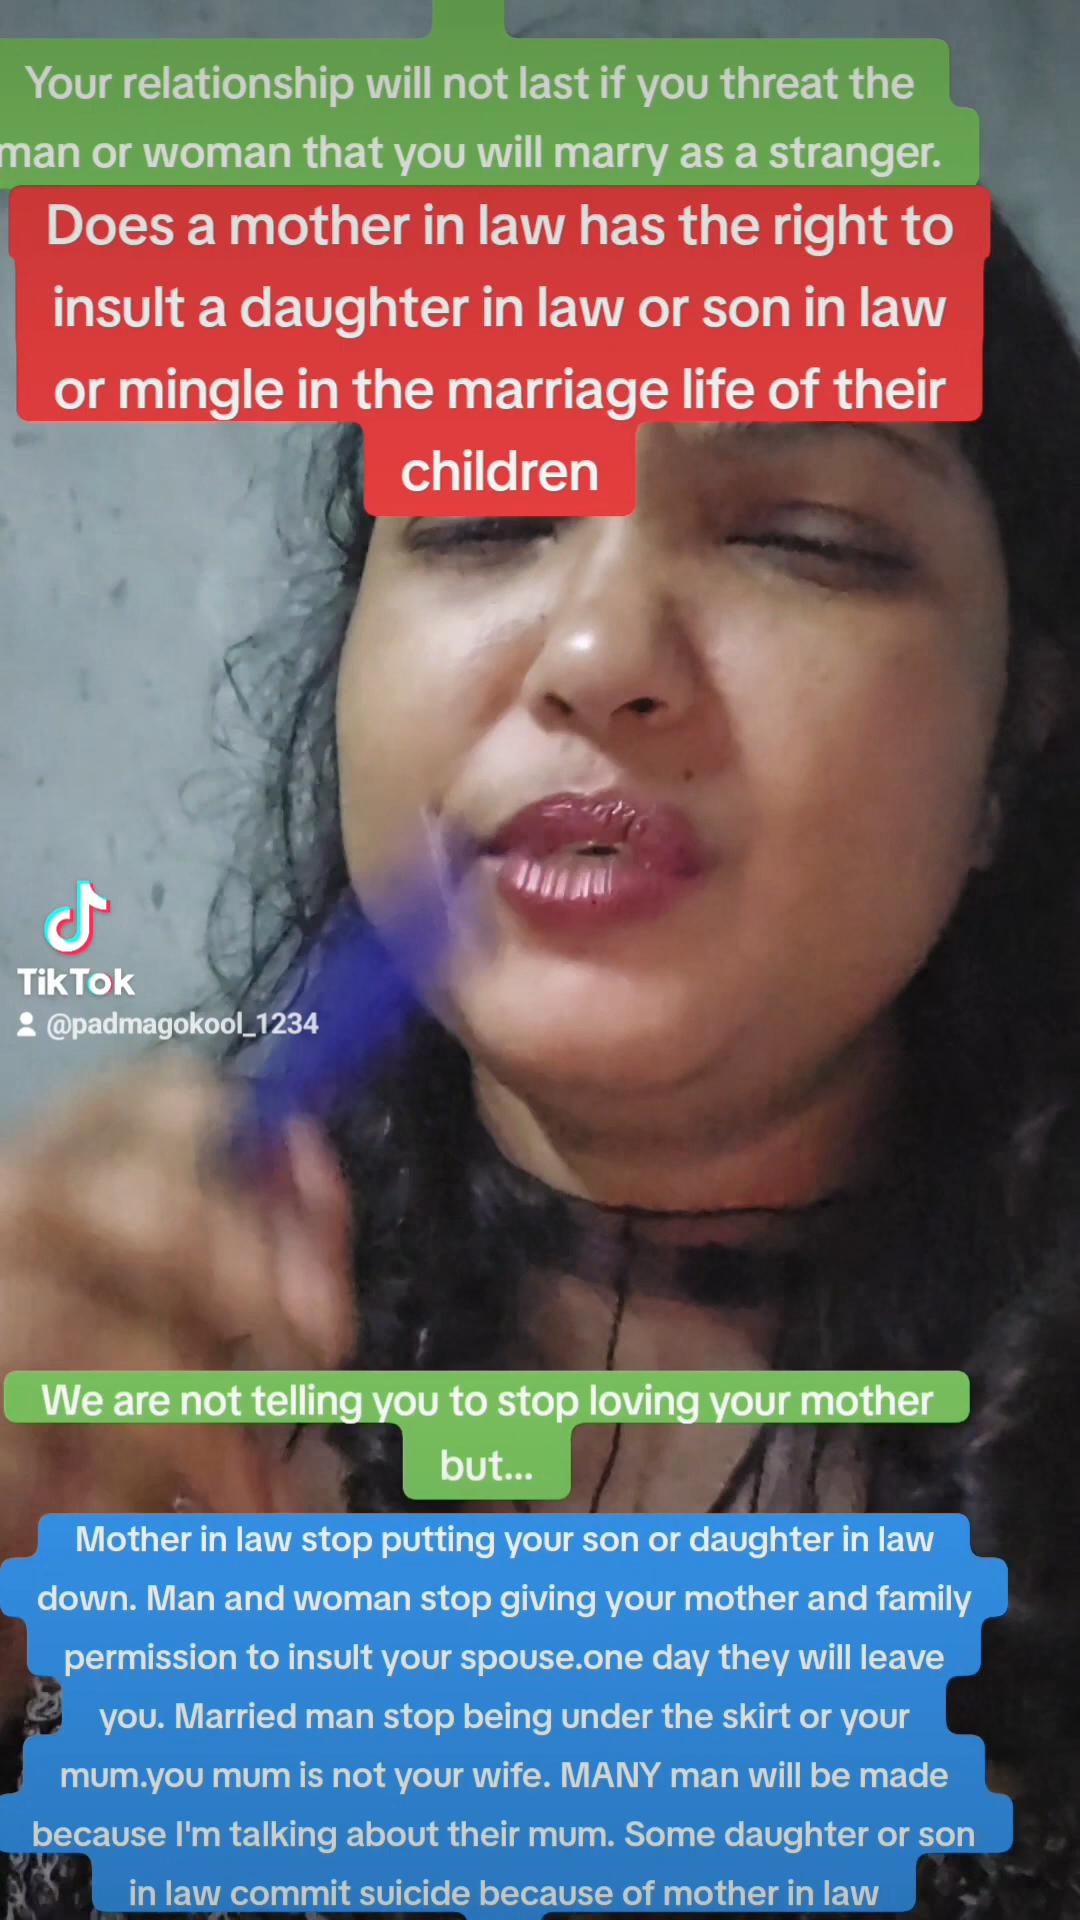 Your relationship will not last if you threat the
man or woman that you will marry as a stranger.
Does a mother in law has the right to
insult a daughter in law or son in law
or mingle in the marriage life of their
children
TikTok
@padmagokool_1234
We are not telling you to stop loving your mother
but...
Mother in law stop putting your son or daughter in law
down. Man and woman stop giving your mother and family
permission to insult your spouse.one day they will leave
you. Married man stop being under the skirt or your
mum.you mum is not your wife. MANY man will be made
because I'm talking about their mum. Some daughter or son
in law commit suicide because of mother in law